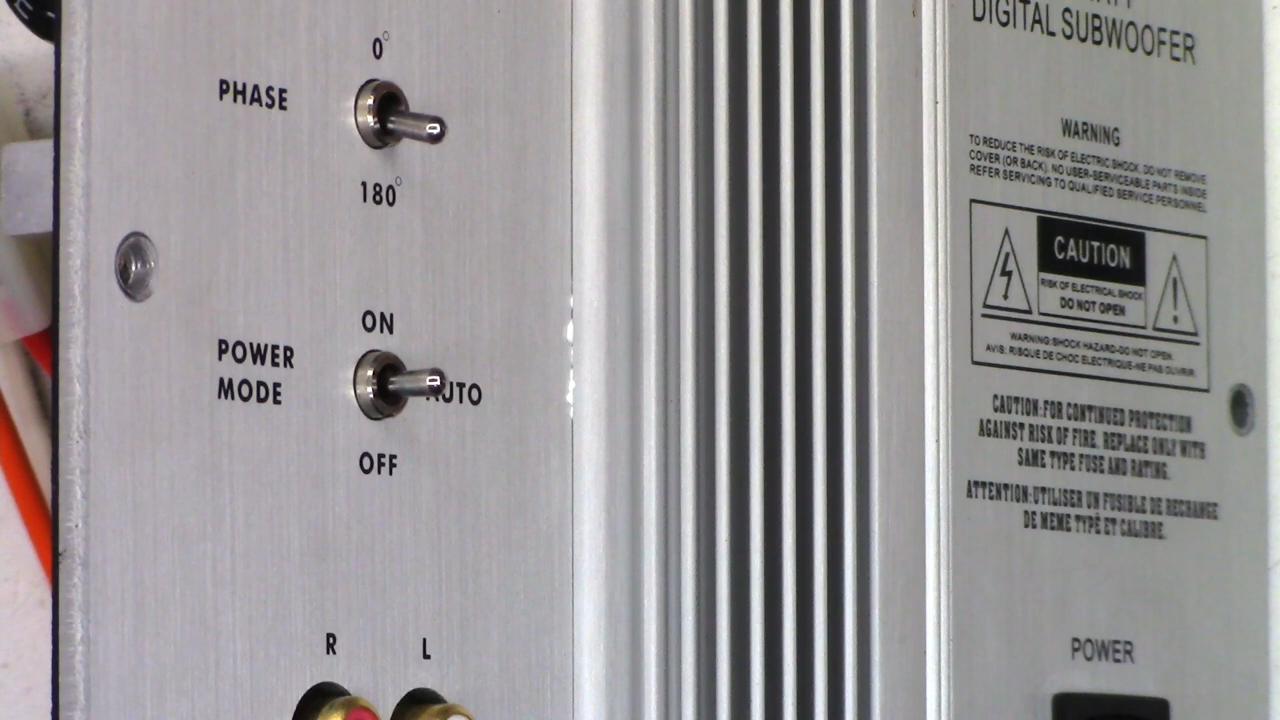 0°
PHASE
180°
ON
POWER
MODE
AUTO
OFF
R
L
DIGITAL SUBWOOFER
WARNING
TO REDUCE THE RISK OF ELECTRIC SHOCK, DO NOT REMOVE
COVER (OR BACK). NO USER-SERVICEABLE PARTS INSIDE
REFER SERVICING TO QUALIFIED SERVICE PERSONNEL
CAUTION
RISK OF ELECTRICAL SHOCK
DO NOT OPEN
WARNING:SHOCK HAZARD-DO NOT OPEN
AVIS: RISQUE DE CHOC ELECTRIQUE-NE PAS OUVRIR
CAUTION:FOR CONTINUED PROTECTION
AGAINST RISK OF FIRE, REPLACE ONLY WITH
SAME TYPE FUSE AND RATING.
ATTENTION:UTILISER UN FUSIBLE DE RECHANGE
DE MEME TYPÉ ET CALIBRE.
POWER